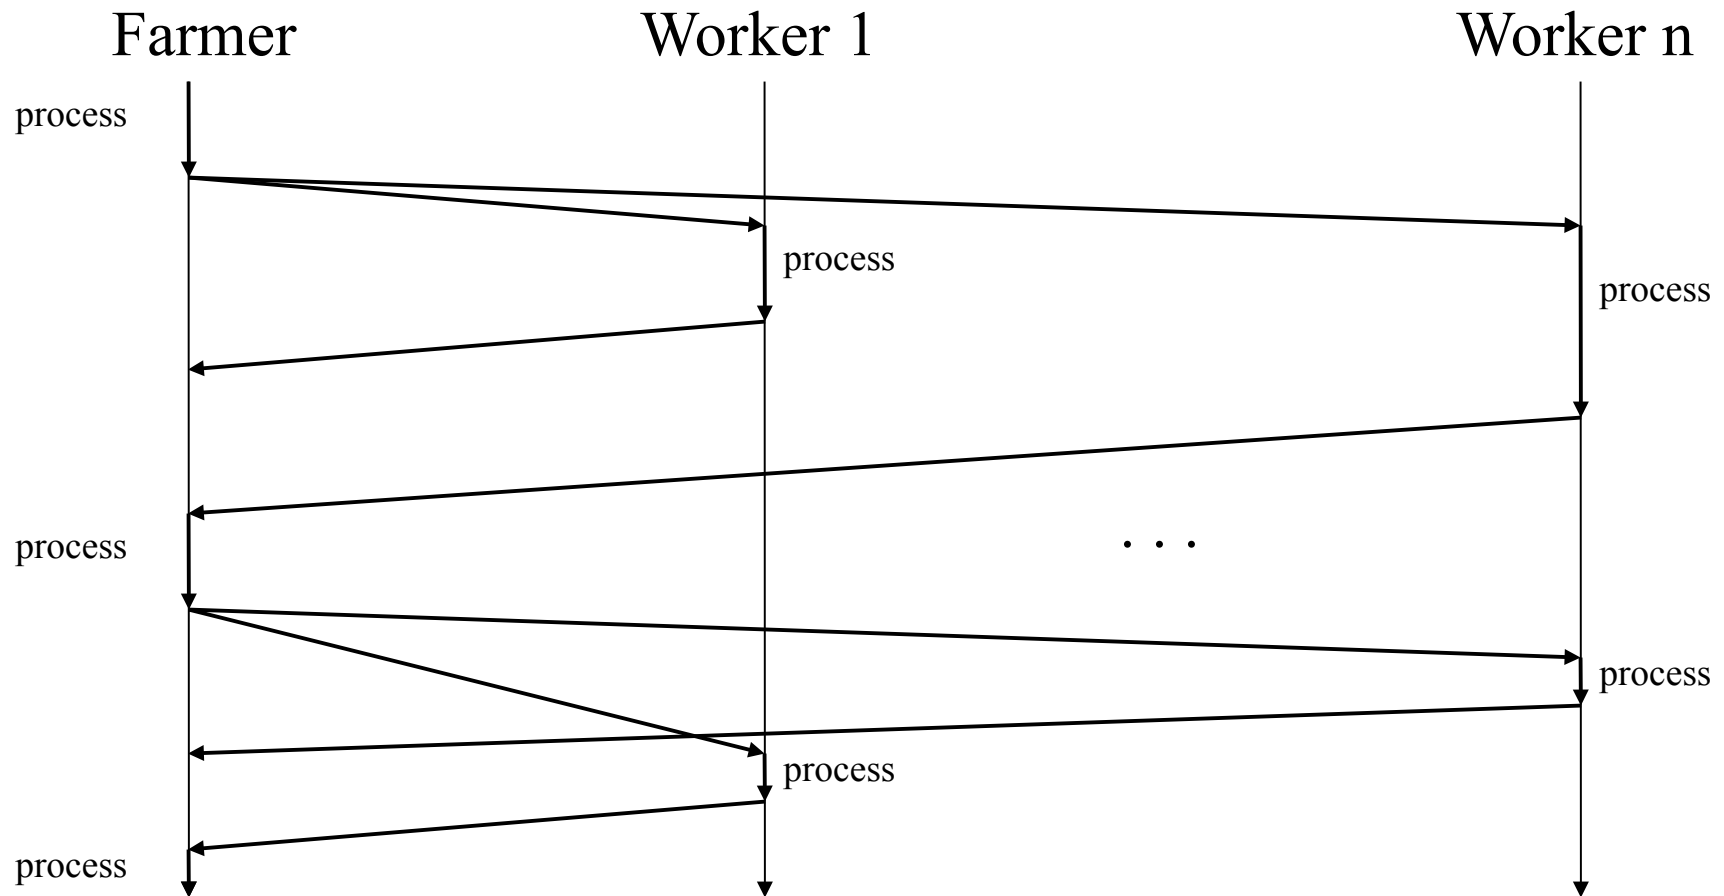 Farmer
Worker 1
Worker n
process
process
process
process
. . .
process
process
process